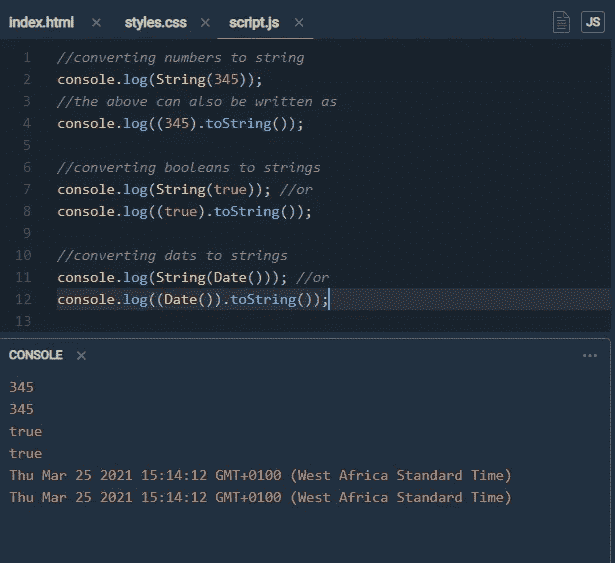 index.html × styles.css × script.js × JS
1 //converting numbers to string
2 console.log(String(345));
3 //the above can also be written as
4 console.log((345).toString());
5
6 //converting booleans to strings
7 console.log(String(true)); //or
8 console.log((true).toString());
9
10 //converting dats to strings
11 console.log(String(Date())); //or
12 console.log((Date()).toString());
13
CONSOLE × ...
345
345
true
true
Thu Mar 25 2021 15:14:12 GMT+0100 (West Africa Standard Time)
Thu Mar 25 2021 15:14:12 GMT+0100 (West Africa Standard Time)